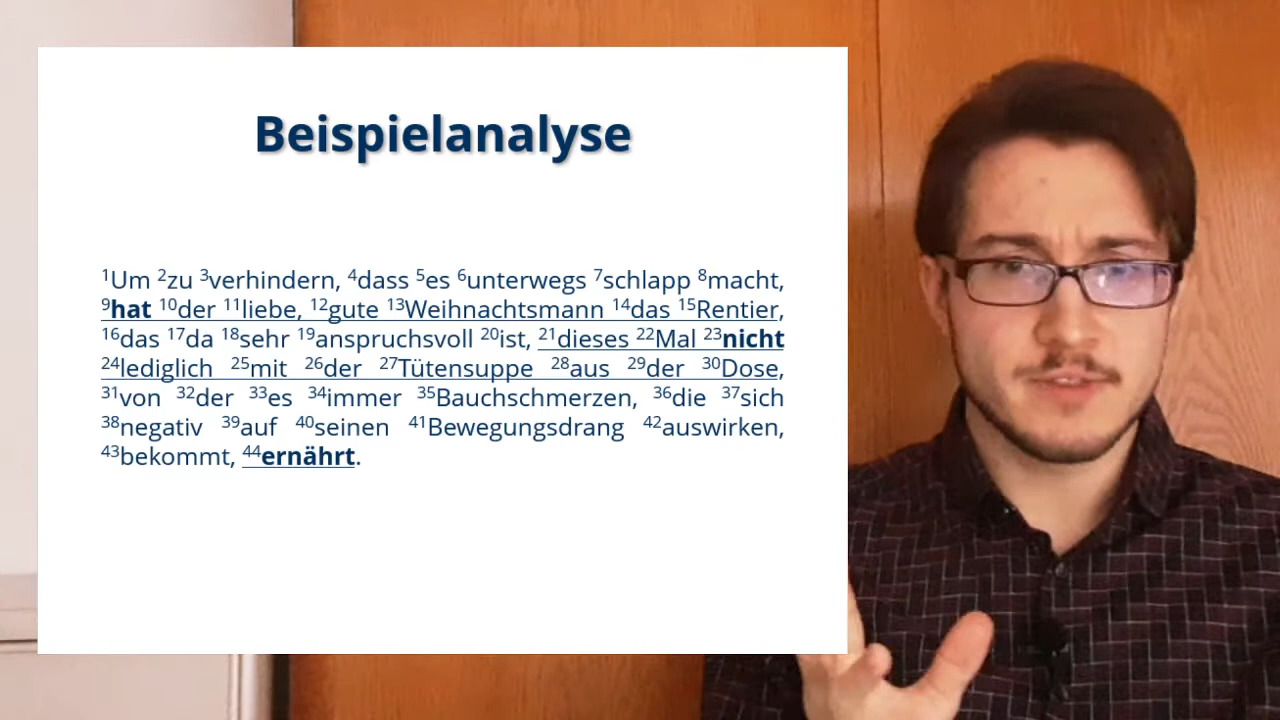 Beispielanalyse
¹Um ²zu ³verhindern, ⁴dass ⁵es ⁶unterwegs ⁷schlapp ⁸macht,
⁹hat ¹⁰der ¹¹liebe, ¹²gute ¹³Weihnachtsmann ¹⁴das ¹⁵Rentier,
¹⁶das ¹⁷da ¹⁸sehr ¹⁹anspruchsvoll ²⁰ist, ²¹dieses ²²Mal ²³nicht
²⁴lediglich ²⁵mit ²⁶der ²⁷Tütensuppe ²⁸aus ²⁹der ³⁰Dose,
³¹von ³²der ³³es ³⁴immer ³⁵Bauchschmerzen, ³⁶die ³⁷sich
³⁸negativ ³⁹auf ⁴⁰seinen ⁴¹Bewegungsdrang ⁴²auswirken,
⁴³bekommt, ⁴⁴ernährt.